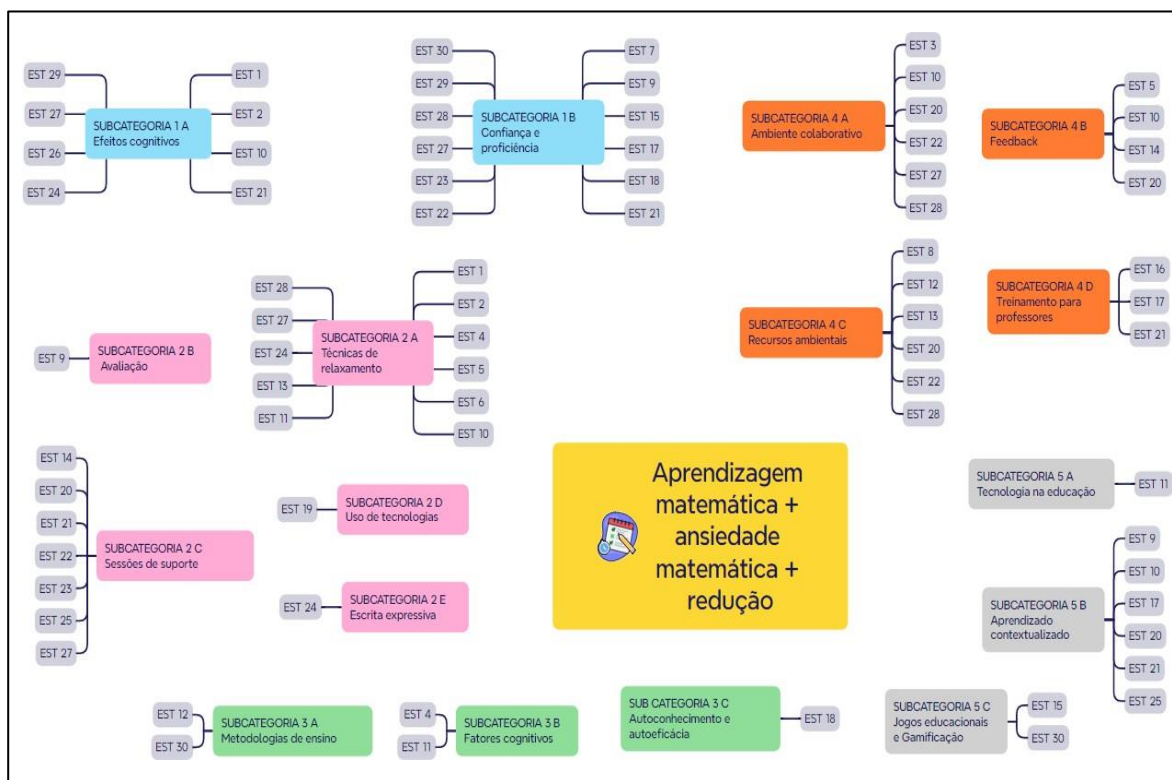 EST 29
EST 27
EST 26
EST 24
SUBCATEGORIA 1 A
Efeitos cognitivos
EST 1
EST 2
EST 10
EST 21
EST 30
EST 29
EST 28
EST 27
EST 23
EST 22
SUBCATEGORIA 1 B
Confiança e
proficiência
EST 7
EST 9
EST 15
EST 17
EST 18
EST 21
SUBCATEGORIA 4 A
Ambiente colaborativo
EST 3
EST 10
EST 20
EST 22
EST 27
EST 28
SUBCATEGORIA 4 B
Feedback
EST 5
EST 10
EST 14
EST 20
EST 9
SUBCATEGORIA 2 B
Avaliação
EST 28
EST 27
EST 24
EST 13
EST 11
SUBCATEGORIA 2 A
Técnicas de
relaxamento
EST 1
EST 2
EST 4
EST 5
EST 6
EST 10
SUBCATEGORIA 4 C
Recursos ambientais
EST 8
EST 12
EST 13
EST 20
EST 22
EST 28
SUBCATEGORIA 4 D
Treinamento para
professores
EST 16
EST 17
EST 21
EST 14
EST 20
EST 21
EST 22
EST 23
EST 25
EST 27
SUBCATEGORIA 2 C
Sessões de suporte
EST 19
SUBCATEGORIA 2 D
Uso de tecnologias
EST 24
SUBCATEGORIA 2 E
Escrita expressiva
Aprendizagem
matemática +
ansiedade
matemática +
redução
SUBCATEGORIA 5 A
Tecnologia na educação
EST 11
SUBCATEGORIA 5 B
Aprendizado
contextualizado
EST 9
EST 10
EST 17
EST 20
EST 21
EST 25
EST 12
EST 30
SUBCATEGORIA 3 A
Metodologias de ensino
EST 4
EST 11
SUBCATEGORIA 3 B
Fatores cognitivos
SUB CATEGORIA 3 C
Autoconhecimento e
autoeficácia
EST 18
SUBCATEGORIA 5 C
Jogos educacionais
e Gamificação
EST 15
EST 30